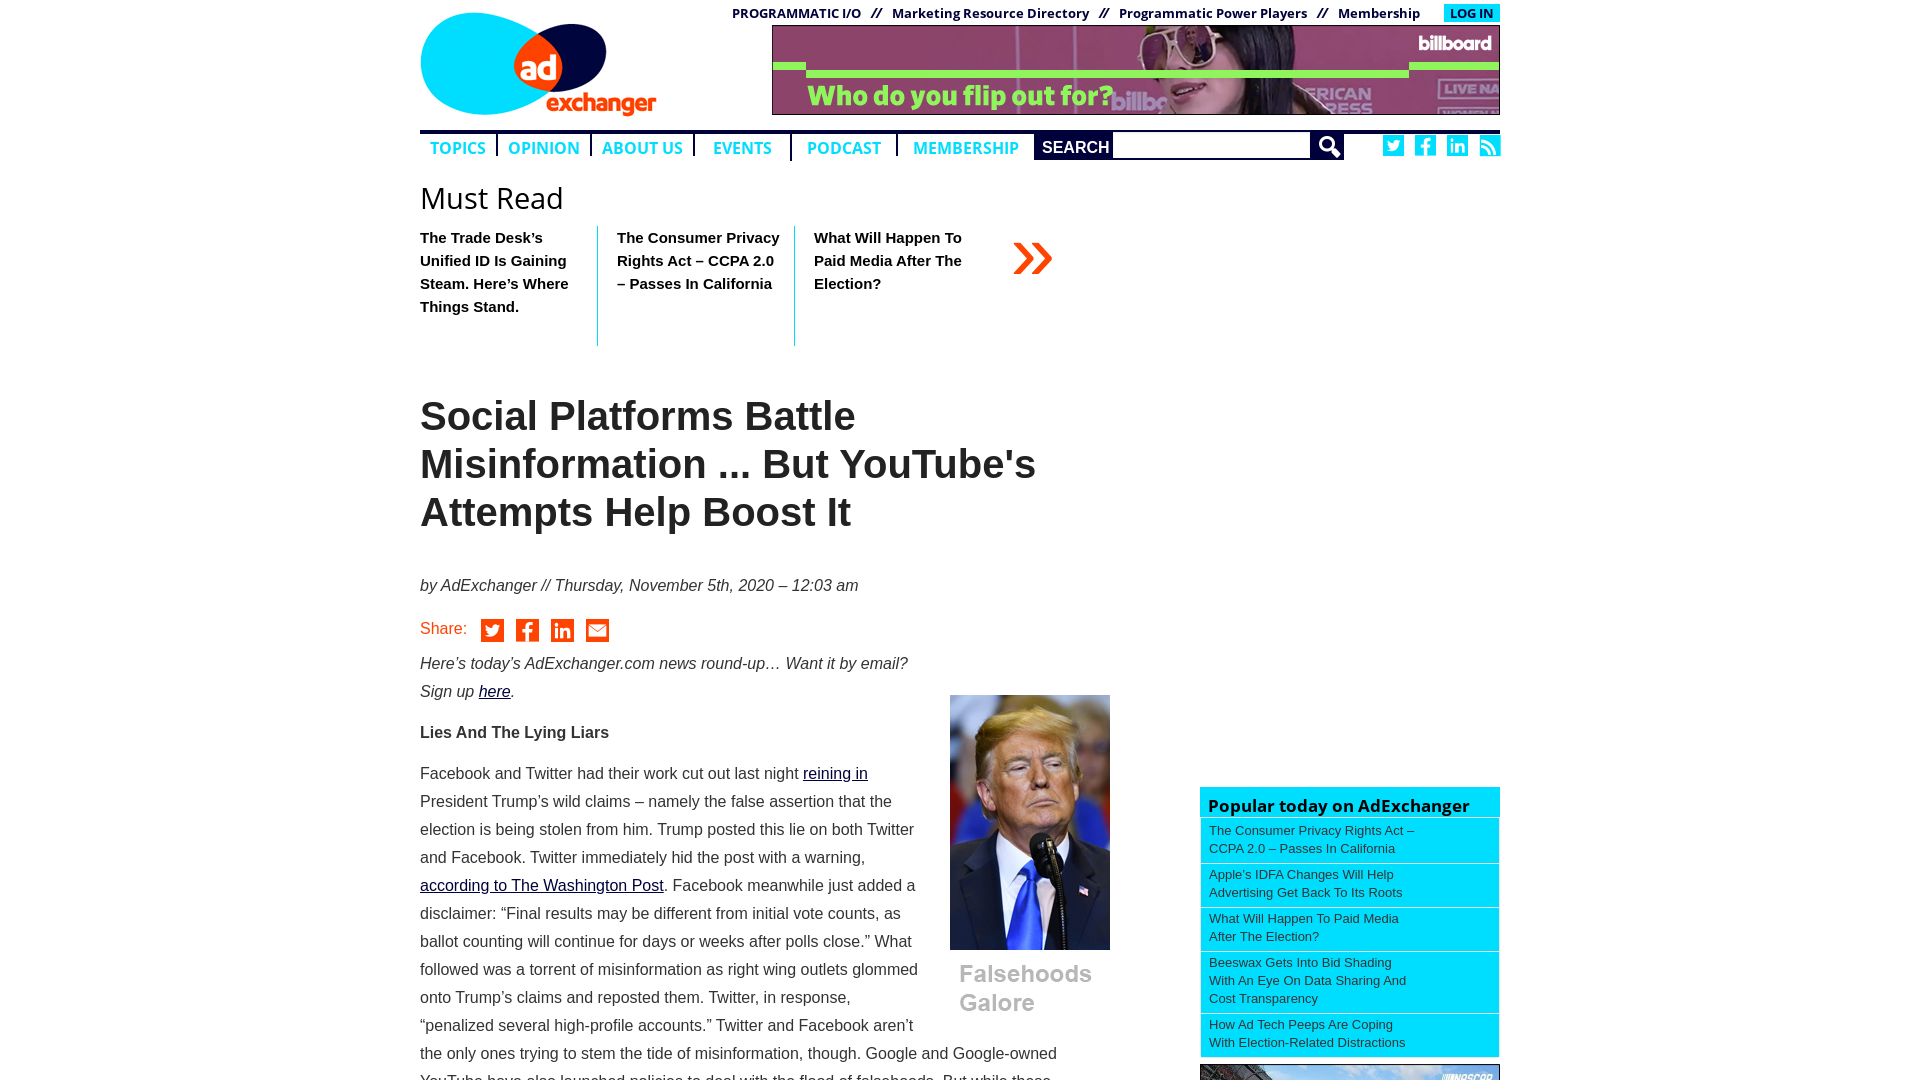 PROGRAMMATIC I/O // Marketing Resource Directory // Programmatic Power Players // Membership LOG IN
ad exchanger
billboard
Who do you flip out for?
TOPICS OPINION ABOUT US EVENTS PODCAST MEMBERSHIP SEARCH
Must Read
The Trade Desk’s
Unified ID Is Gaining
Steam. Here’s Where
Things Stand.
The Consumer Privacy
Rights Act – CCPA 2.0
– Passes In California
What Will Happen To
Paid Media After The
Election?
Social Platforms Battle
Misinformation ... But YouTube's
Attempts Help Boost It
by AdExchanger // Thursday, November 5th, 2020 – 12:03 am
Share:
Here’s today’s AdExchanger.com news round-up… Want it by email?
Sign up here.
Lies And The Lying Liars
Facebook and Twitter had their work cut out last night reining in
President Trump’s wild claims – namely the false assertion that the
election is being stolen from him. Trump posted this lie on both Twitter
and Facebook. Twitter immediately hid the post with a warning,
according to The Washington Post. Facebook meanwhile just added a
disclaimer: “Final results may be different from initial vote counts, as
ballot counting will continue for days or weeks after polls close.” What
followed was a torrent of misinformation as right wing outlets glommed
onto Trump’s claims and reposted them. Twitter, in response,
“penalized several high-profile accounts.” Twitter and Facebook aren’t
the only ones trying to stem the tide of misinformation, though. Google and Google-owned
Falsehoods
Galore
Popular today on AdExchanger
The Consumer Privacy Rights Act –
CCPA 2.0 – Passes In California
Apple’s IDFA Changes Will Help
Advertising Get Back To Its Roots
What Will Happen To Paid Media
After The Election?
Beeswax Gets Into Bid Shading
With An Eye On Data Sharing And
Cost Transparency
How Ad Tech Peeps Are Coping
With Election-Related Distractions